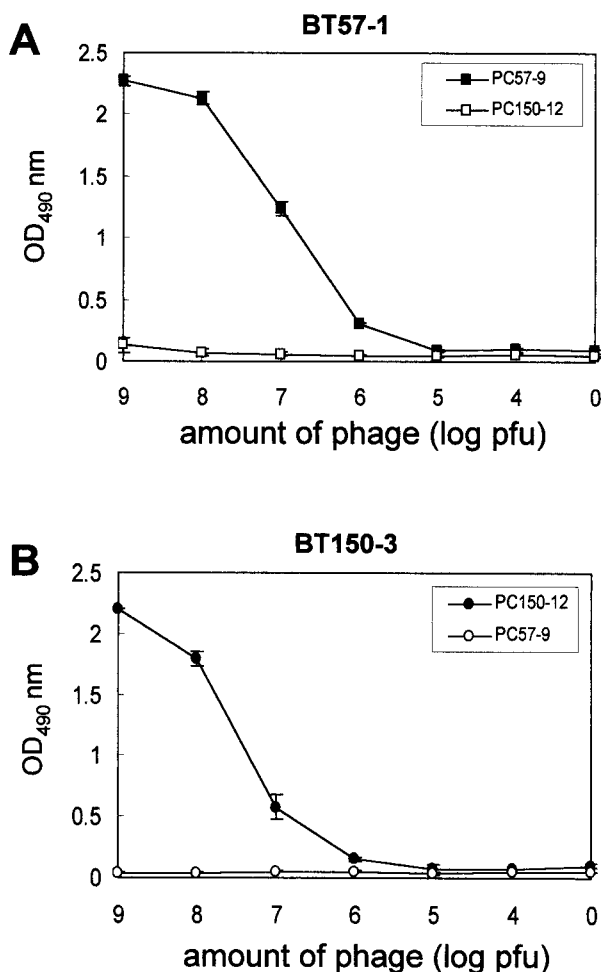 A
BT57-1
PC57-9
PC150-12
2.5
2
1.5
1
0.5
0
OD490 nm
9 8 7 6 5 4 0
amount of phage (log pfu)
B
BT150-3
PC150-12
PC57-9
2.5
2
1.5
1
0.5
0
OD490 nm
9 8 7 6 5 4 0
amount of phage (log pfu)